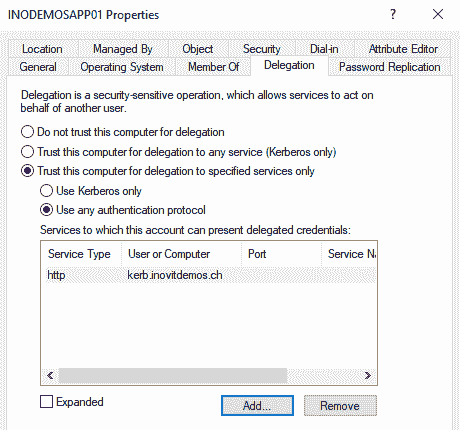 INODEMOSAPP01 Properties
? ×
Location Managed By Object Security Dial-in Attribute Editor
General Operating System Member Of Delegation Password Replication
Delegation is a security-sensitive operation, which allows services to act on
behalf of another user.
Do not trust this computer for delegation
Trust this computer for delegation to any service (Kerberos only)
Trust this computer for delegation to specified services only
Use Kerberos only
Use any authentication protocol
Services to which this account can present delegated credentials:
Service Type User or Computer Port Service Na
http kerb.inovitdemos.ch
Expanded Add... Remove